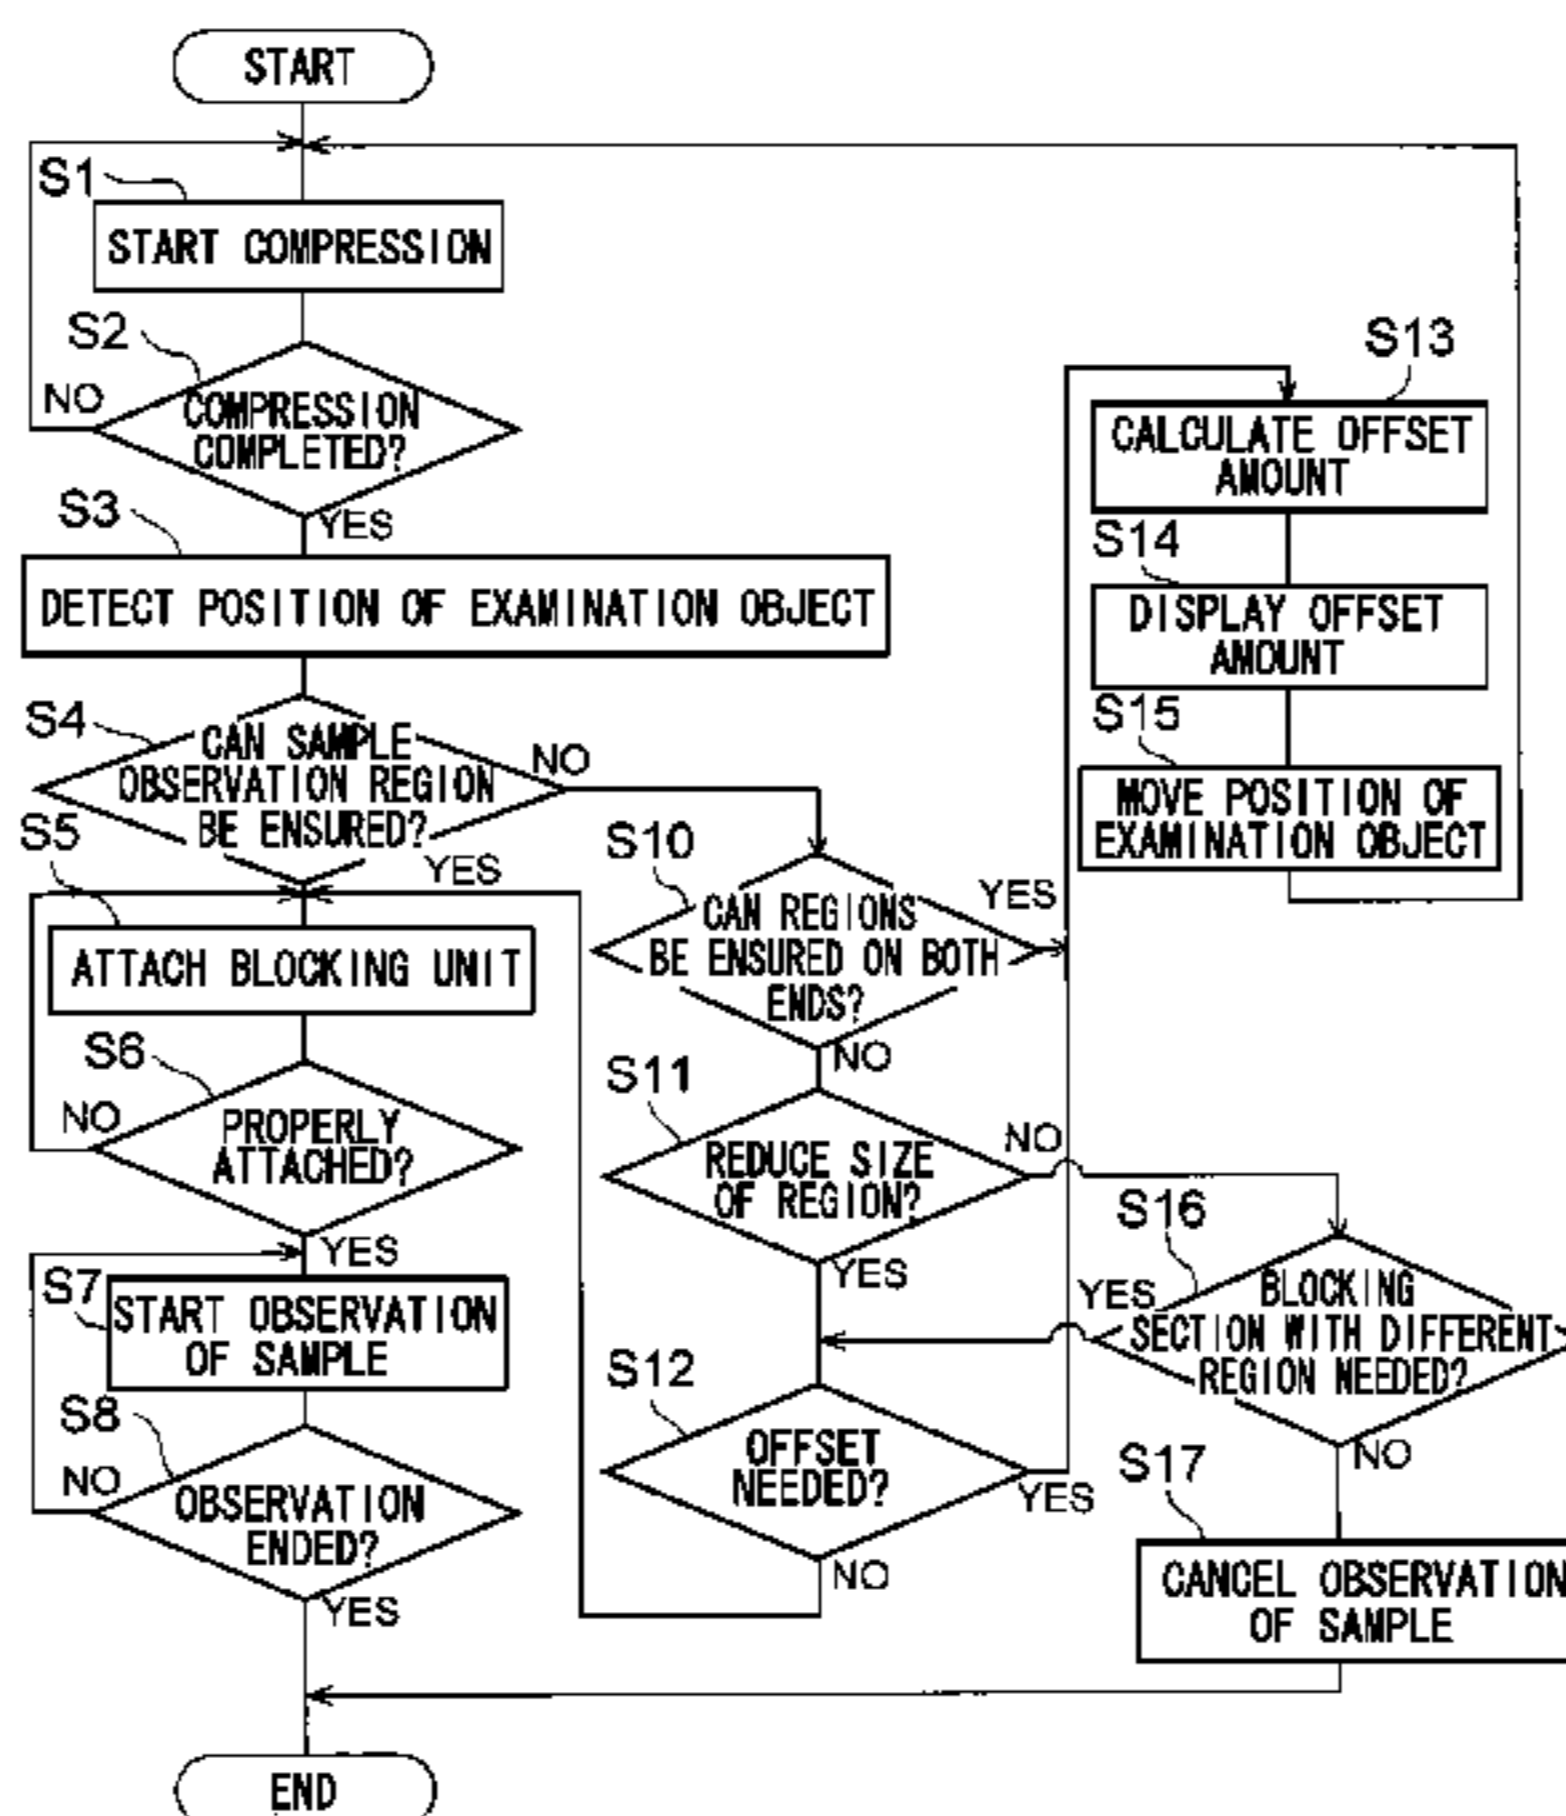 START
S1
START COMPRESSION
S2
NO
COMPRESSION
COMPLETED?
YES
S3
DETECT POSITION OF EXAMINATION OBJECT
S4
CAN SAMPLE
OBSERVATION REGION
BE ENSURED?
NO
YES
S5
ATTACH BLOCKING UNIT
S6
NO
PROPERLY
ATTACHED?
YES
S7
START OBSERVATION
OF SAMPLE
S8
NO
OBSERVATION
ENDED?
YES
END
S10
CAN REGIONS
BE ENSURED ON BOTH
ENDS?
YES
NO
S11
REDUCE SIZE
OF REGION?
NO
YES
S12
OFFSET
NEEDED?
YES
NO
S13
CALCULATE OFFSET
AMOUNT
S14
DISPLAY OFFSET
AMOUNT
S15
MOVE POSITION OF
EXAMINATION OBJECT
S16
YES
BLOCKING
SECTION WITH DIFFERENT
REGION NEEDED?
NO
S17
CANCEL OBSERVATION
OF SAMPLE